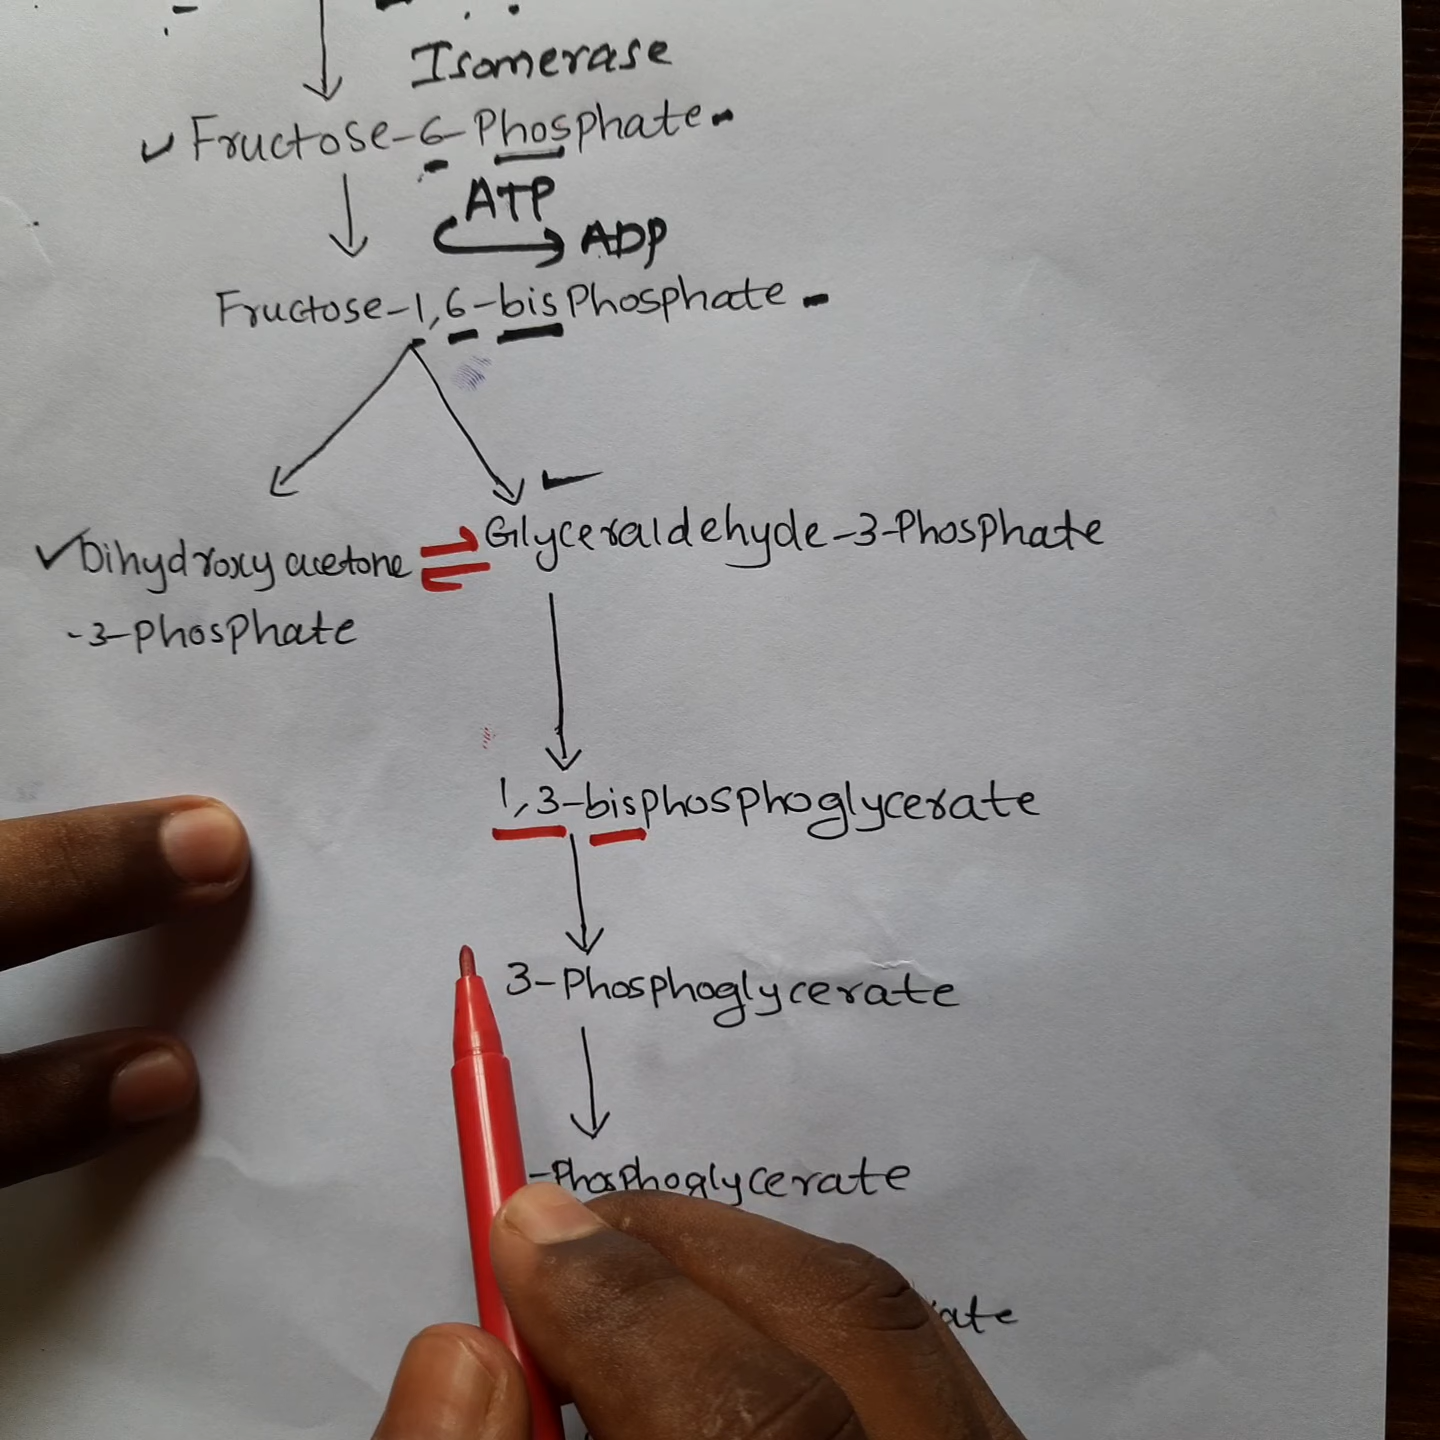 Isomerase
Fructose-6-Phosphate
ATP
ADP
Fructose-1,6-bisPhosphate
Glyceraldehyde-3-Phosphate
Dihydroxy acetone
-3-Phosphate
1,3-bisphosphoglycerate
3-Phosphoglycerate
-Phosphoglycerate